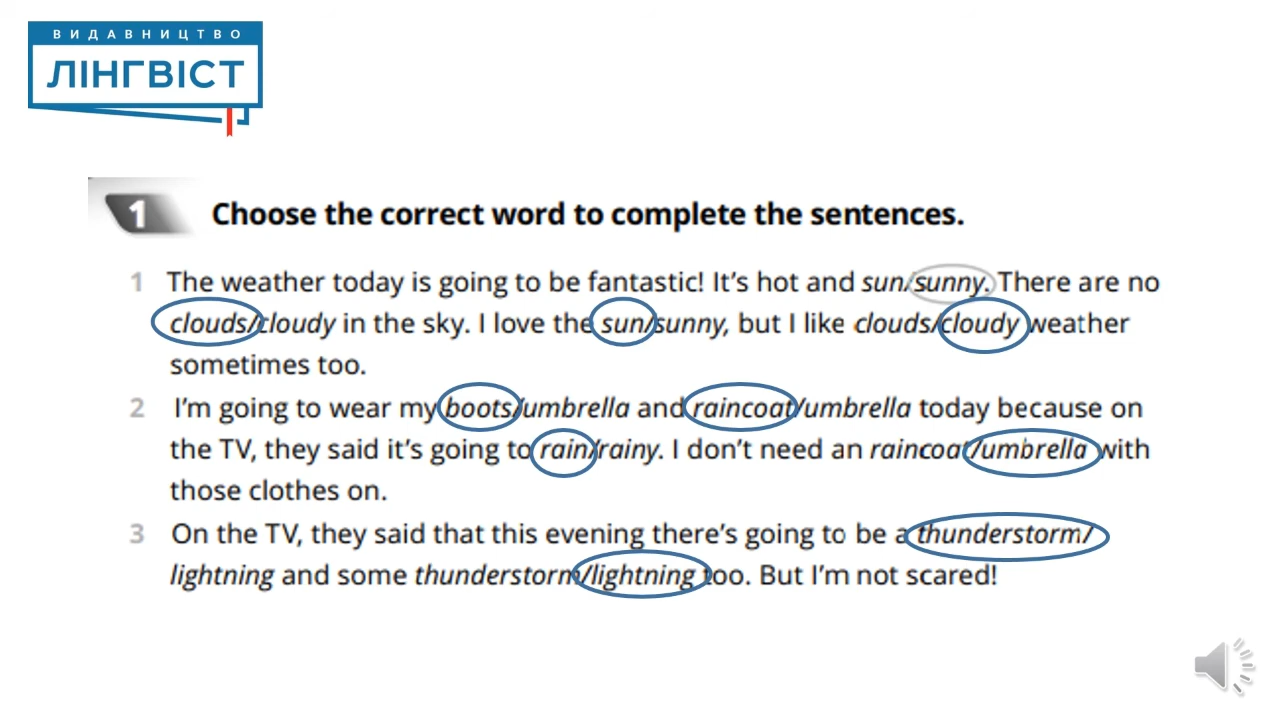 ВИДАВНИЦТВО
ЛІНГВІСТ
1 Choose the correct word to complete the sentences.
1 The weather today is going to be fantastic! It's hot and sun/sunny. There are no
clouds/cloudy in the sky. I love the sun/sunny, but I like clouds/cloudy weather
sometimes too.
2 I'm going to wear my boots/umbrella and raincoat/umbrella today because on
the TV, they said it's going to rain/rainy. I don't need an raincoat/umbrella with
those clothes on.
3 On the TV, they said that this evening there's going to be a thunderstorm/
lightning and some thunderstorm/lightning too. But I'm not scared!